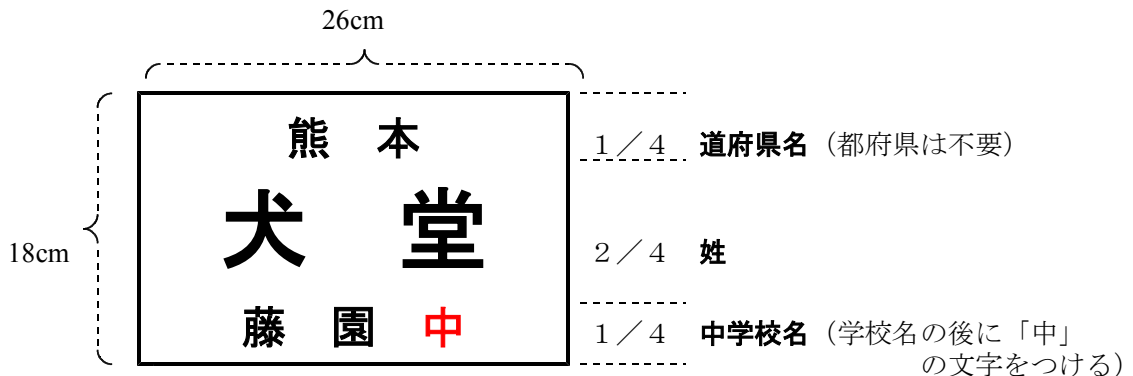 26cm
熊 本
1／4 道府県名（都府県は不要）
犬 堂
18cm
2／4 姓
藤 園 中
1／4 中学校名（学校名の後に「中」
の文字をつける）